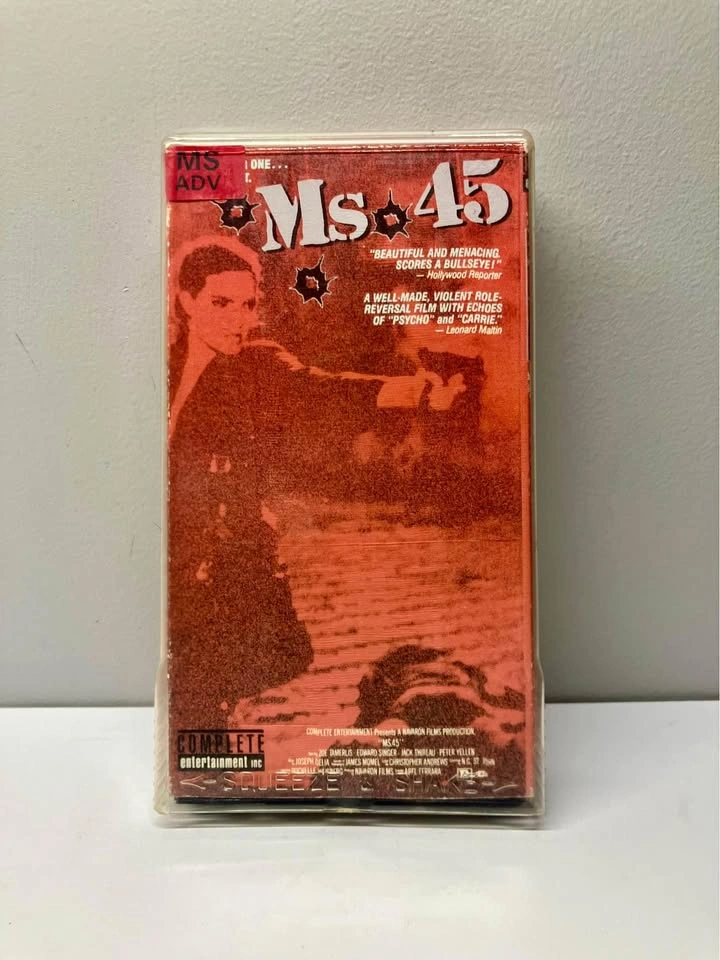 MS
ADV
ONE...
T.
Ms. 45
"BEAUTIFUL AND MENACING.
SCORES A BULLSEYE!"
— Hollywood Reporter
A WELL-MADE, VIOLENT ROLE-
REVERSAL FILM WITH ECHOES
OF "PSYCHO" and "CARRIE."
— Leonard Maltin
COMPLETE ENTERTAINMENT Presents A NAVARON FILMS PRODUCTION
"MS.45"
ZOE TAMERLIS · EDWARD SINGER · JACK THIBEAU · PETER YELLEN
JOSEPH DELIA JAMES MOMEL CHRISTOPHER ANDREWS N.G. ST. JOHN
ROCHELLE NAVARON FILMS ABEL FERRARA
COMPLETE
entertainment inc
<-SQUEEZE & SHAKE->